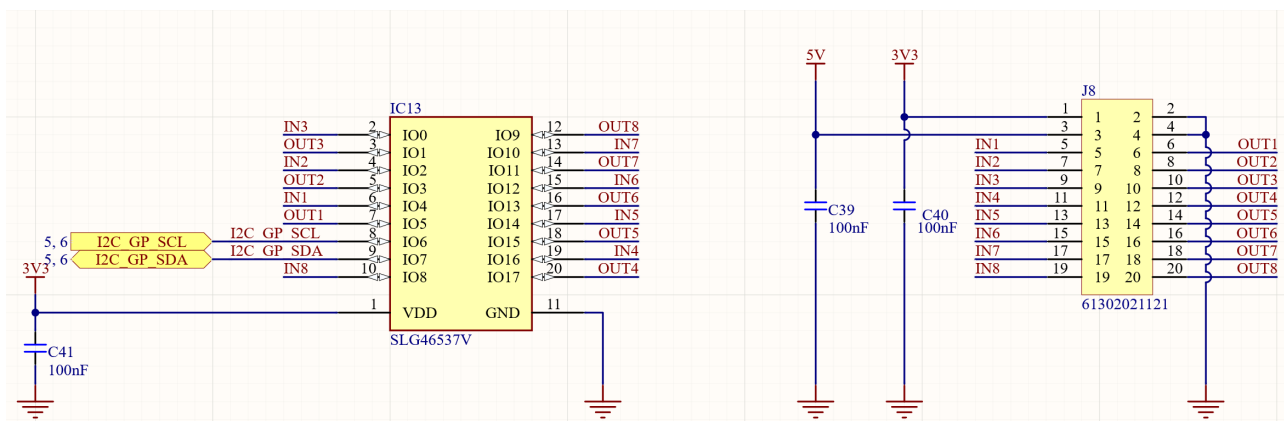 IC13
IN3 2 IO0 IO9 12 OUT8
OUT3 3 IO1 IO10 13 IN7
IN2 4 IO2 IO11 14 OUT7
OUT2 5 IO3 IO12 15 IN6
IN1 6 IO4 IO13 16 OUT6
OUT1 7 IO5 IO14 17 IN5
5, 6 I2C_GP_SCL I2C_GP_SCL 8 IO6 IO15 18 OUT5
5, 6 I2C_GP_SDA I2C_GP_SDA 9 IO7 IO16 19 IN4
IN8 10 IO8 IO17 20 OUT4
3V3
1 VDD GND 11
SLG46537V
C41
100nF
5V
3V3
C39
100nF
C40
100nF
J8
1 1 2 2
3 3 4 4
IN1 5 5 6 6 OUT1
IN2 7 7 8 8 OUT2
IN3 9 9 10 10 OUT3
IN4 11 11 12 12 OUT4
IN5 13 13 14 14 OUT5
IN6 15 15 16 16 OUT6
IN7 17 17 18 18 OUT7
IN8 19 19 20 20 OUT8
61302021121